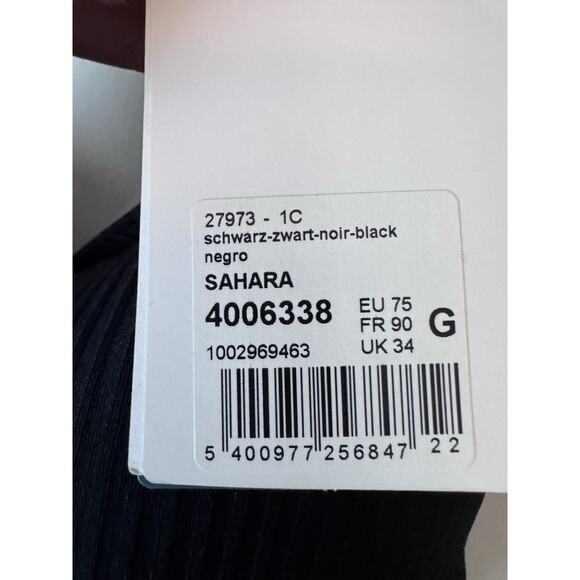 27973 - 1C
schwarz-zwart-noir-black
negro
SAHARA
4006338
EU 75
FR 90
UK 34
G
1002969463
5 400977 256847 22